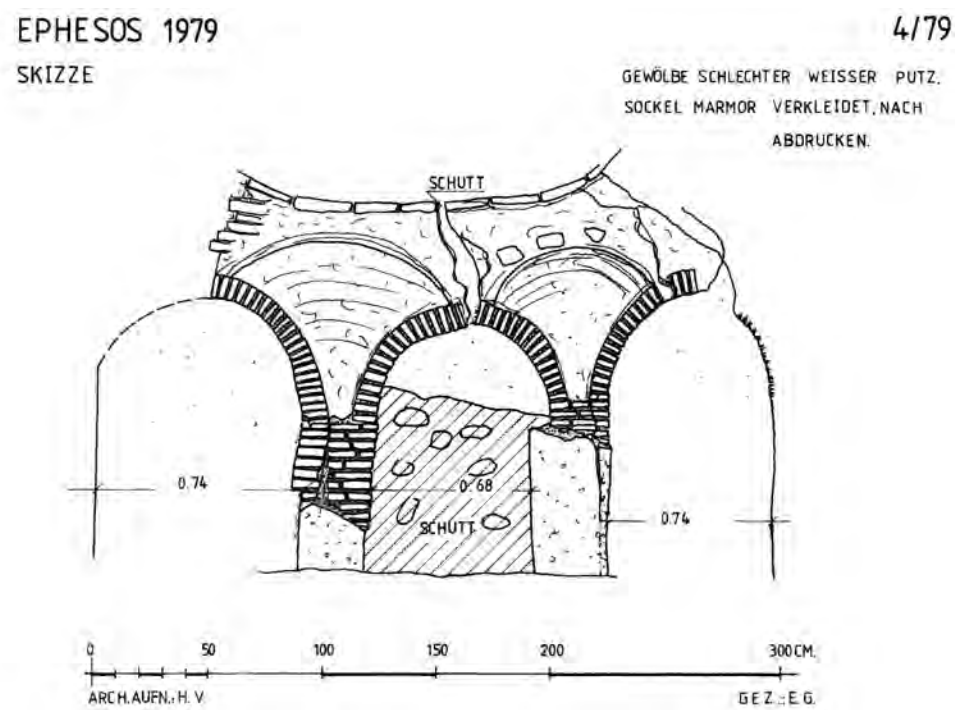 EPHESOS 1979
4/79
SKIZZE
GEWÖLBE SCHLECHTER WEISSER PUTZ.
SOCKEL MARMOR VERKLEIDET, NACH
ABDRUCKEN.
SCHUTT
0.74
0.68
SCHUTT
0.74
0 50 100 150 200 300 CM.
ARCH. AUFN.: H. V.
GEZ.: E.G.